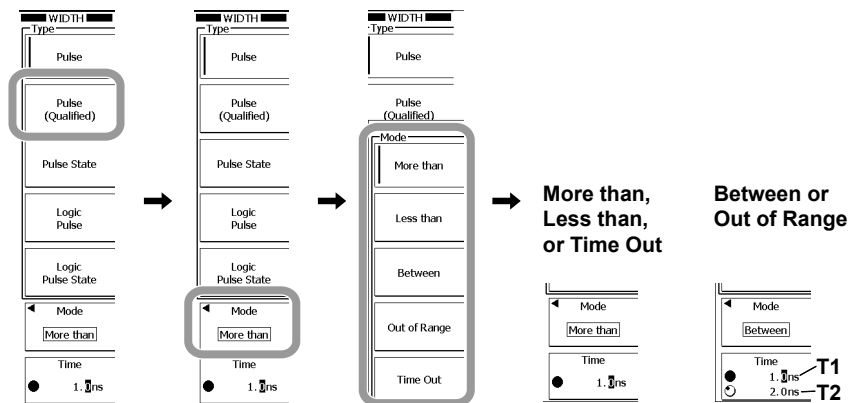 WIDTH
Type
Pulse
Pulse
(Qualified)
Pulse State
Logic
Pulse
Logic
Pulse State
Mode
More than
Time
1.0ns
WIDTH
Type
Pulse
Pulse
(Qualified)
Pulse State
Logic
Pulse
Logic
Pulse State
Mode
More than
Time
1.0ns
WIDTH
Type
Pulse
Pulse
(Qualified)
Mode
More than
Less than
Between
Out of Range
Time Out
More than,
Less than,
or Time Out
Mode
More than
Time
1.0ns
Between or
Out of Range
Mode
Between
Time
1.0ns T1
2.0ns T2